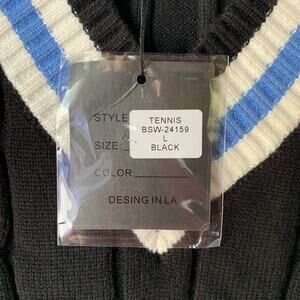 STYLE:
TENNIS
BSW-24159
SIZE:
L
BLACK
COLOR:
DESING IN LA